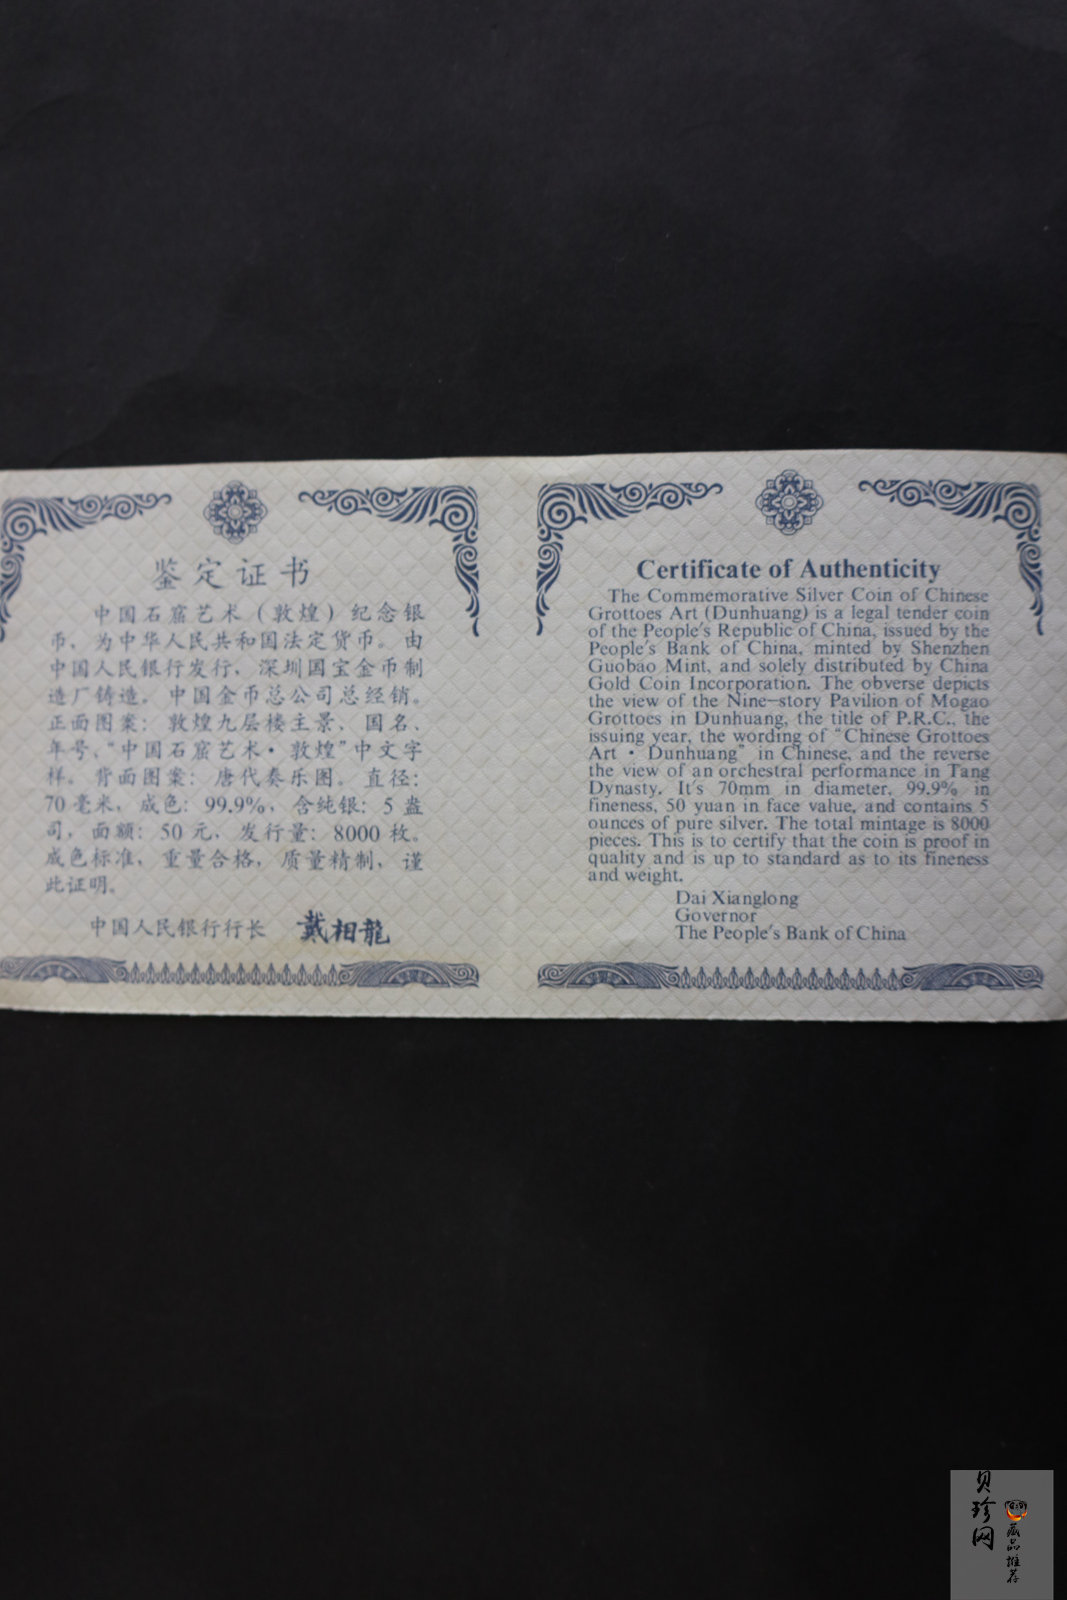 鉴定证书
中国石窟艺术（敦煌）纪念银
币，为中华人民共和国法定货币。由
中国人民银行发行，深圳国宝金币制
造厂铸造。中国金币总公司总经销。
正面图案：敦煌九层楼主景、国名、
年号、“中国石窟艺术·敦煌”中文字
样。背面图案：唐代奏乐图。直径：
70毫米，成色：99.9%，含纯银：5盎
司，面额：50元，发行量：8000枚。
成色标准，重量合格，质量精制，谨
此证明。
中国人民银行行长 戴相龍
Certificate of Authenticity
The Commemorative Silver Coin of Chinese
Grottoes Art (Dunhuang) is a legal tender coin
of the People's Republic of China, issued by the
People's Bank of China, minted by Shenzhen
Guobao Mint, and solely distributed by China
Gold Coin Incorporation. The obverse depicts
the view of the Nine-story Pavilion of Mogao
Grottoes in Dunhuang, the title of P.R.C., the
issuing year, the wording of “Chinese Grottoes
Art · Dunhuang” in Chinese, and the reverse
the view of an orchestral performance in Tang
Dynasty. It's 70mm in diameter, 99.9% in
fineness, 50 yuan in face value, and contains 5
ounces of pure silver. The total mintage is 8000
pieces. This is to certify that the coin is proof in
quality and is up to standard as to its fineness
and weight.
Dai Xianglong
Governor
The People's Bank of China
贝珍网
藏品推荐